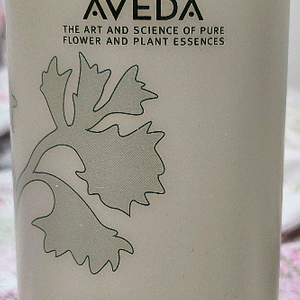 AVEDA
THE ART AND SCIENCE OF PURE
FLOWER AND PLANT ESSENCES